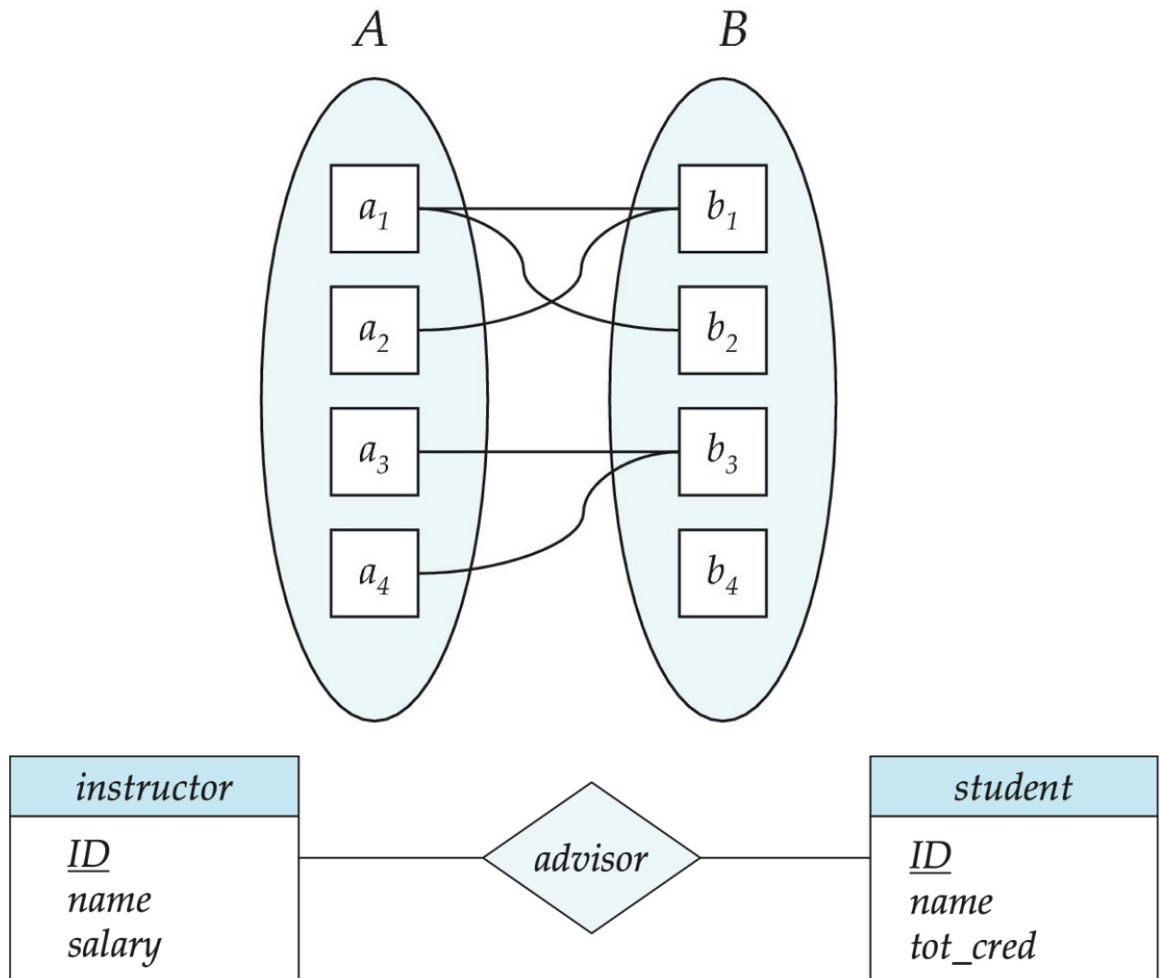 A B
a1 b1
a2 b2
a3 b3
a4 b4
instructor
ID
name
salary
advisor
student
ID
name
tot_cred